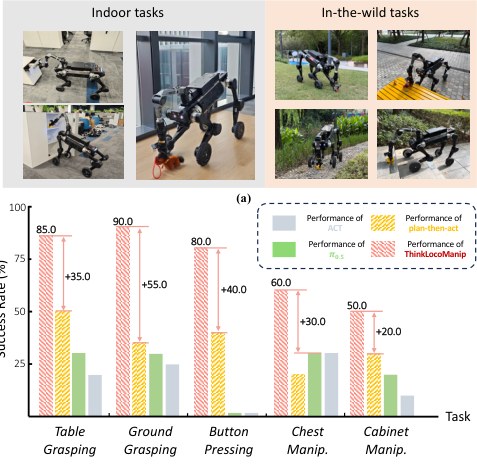 Indoor tasks
In-the-wild tasks
(a)
Success Rate (%)
100
75
50
25
85.0
+35.0
90.0
+55.0
80.0
+40.0
60.0
+30.0
50.0
+20.0
Performance of
ACT
Performance of
plan-then-act
Performance of
π₀.₅
Performance of
ThinkLocoManip
Task
Table
Grasping
Ground
Grasping
Button
Pressing
Chest
Manip.
Cabinet
Manip.